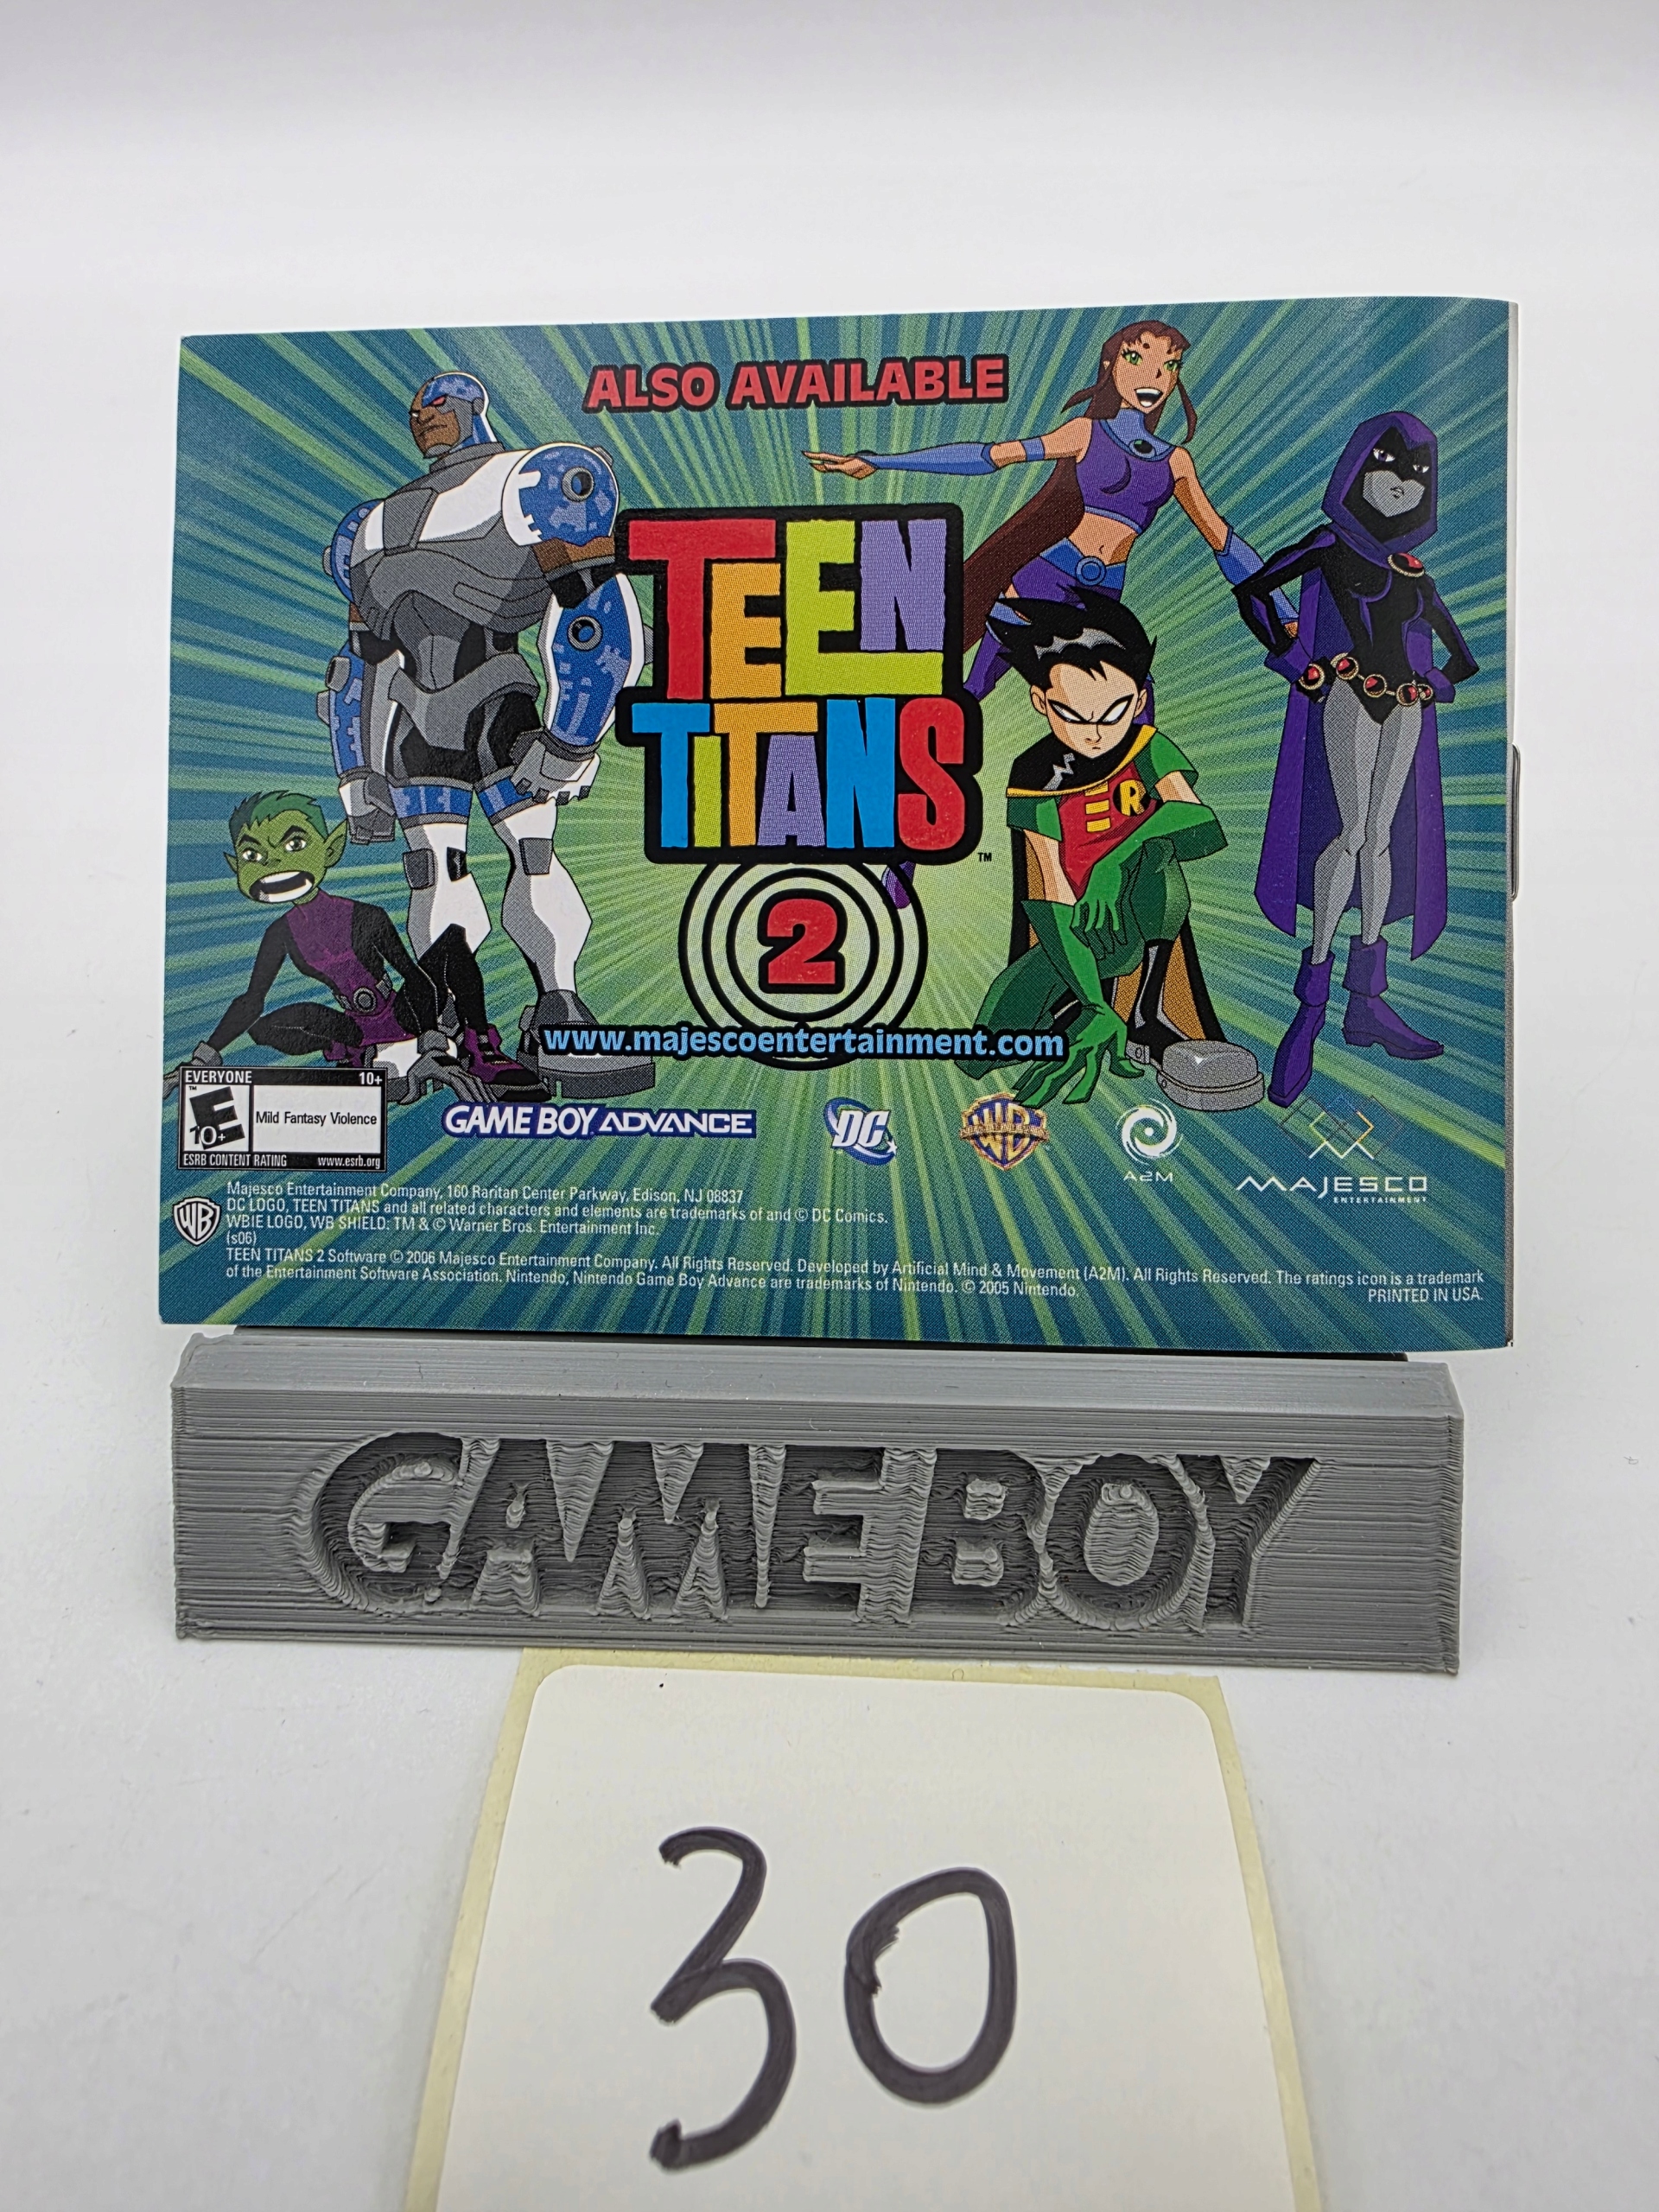 ALSO AVAILABLE
TEEN
TITANS™
2
www.majescoentertainment.com
EVERYONE 10+
™
E
10+
Mild Fantasy Violence
ESRB CONTENT RATING www.esrb.org
GAME BOY ADVANCE
DC
WB
A2M
MAJESCO
ENTERTAINMENT
R
WB
Majesco Entertainment Company, 160 Raritan Center Parkway, Edison, NJ 08837
DC LOGO, TEEN TITANS and all related characters and elements are trademarks of and © DC Comics.
WBIE LOGO, WB SHIELD: TM & © Warner Bros. Entertainment Inc.
(s06)
TEEN TITANS 2 Software © 2006 Majesco Entertainment Company. All Rights Reserved. Developed by Artificial Mind & Movement (A2M). All Rights Reserved. The ratings icon is a trademark
of the Entertainment Software Association. Nintendo, Nintendo Game Boy Advance are trademarks of Nintendo. © 2005 Nintendo.
PRINTED IN USA.
GAME BOY
30